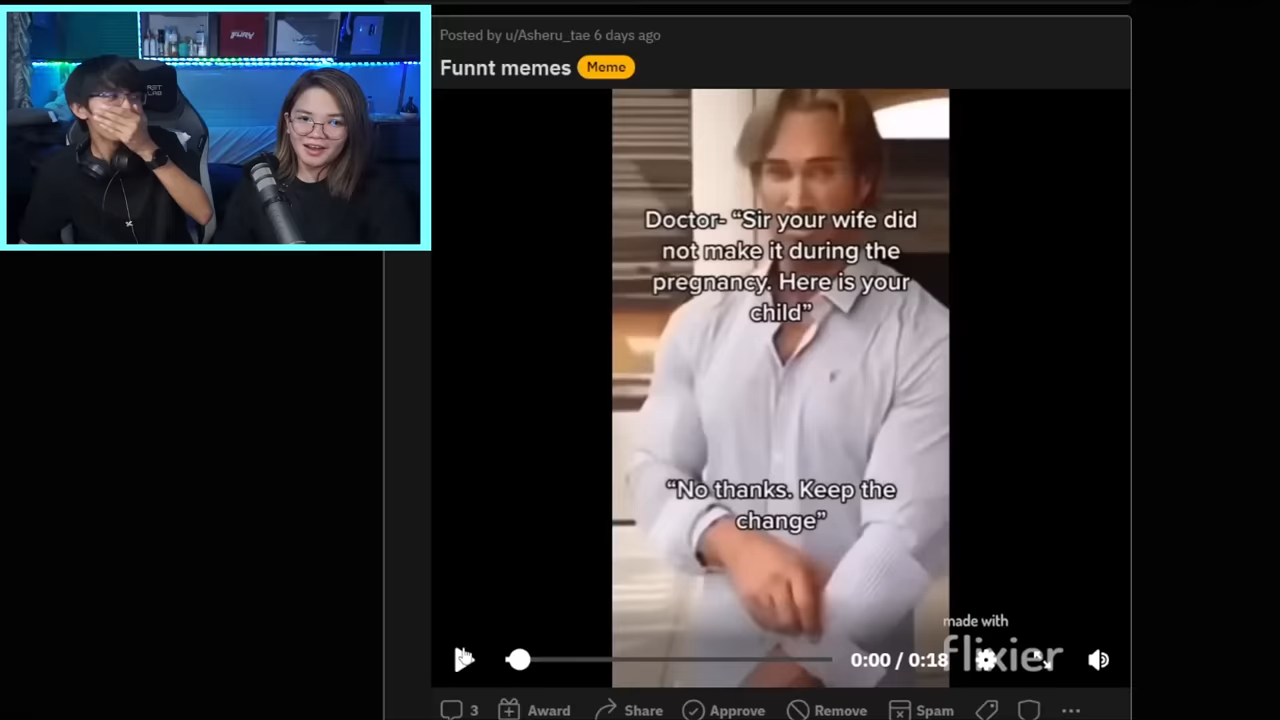 FURY
Posted by u/Asheru_tae 6 days ago
Funnt memes Meme
Doctor- “Sir your wife did
not make it during the
pregnancy. Here is your
child”
“No thanks. Keep the
change”
made with
flixier
0:00 / 0:18
3 Award Share Approve Remove Spam